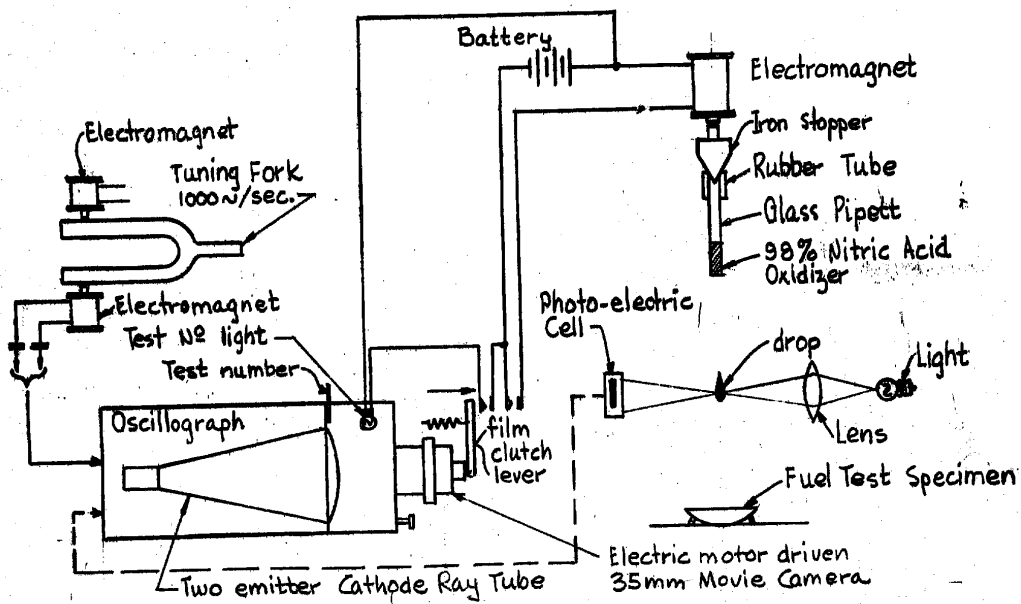 Battery
Electromagnet
Iron Stopper
Rubber Tube
Glass Pipett
98% Nitric Acid
Oxidizer
Electromagnet
Tuning Fork
1000~/sec.
Electromagnet
Test Nº light
Test number
Oscillograph
film
clutch
lever
Photo-electric
Cell
drop
Light
Lens
Fuel Test Specimen
Two emitter Cathode Ray Tube
Electric motor driven
35mm Movie Camera